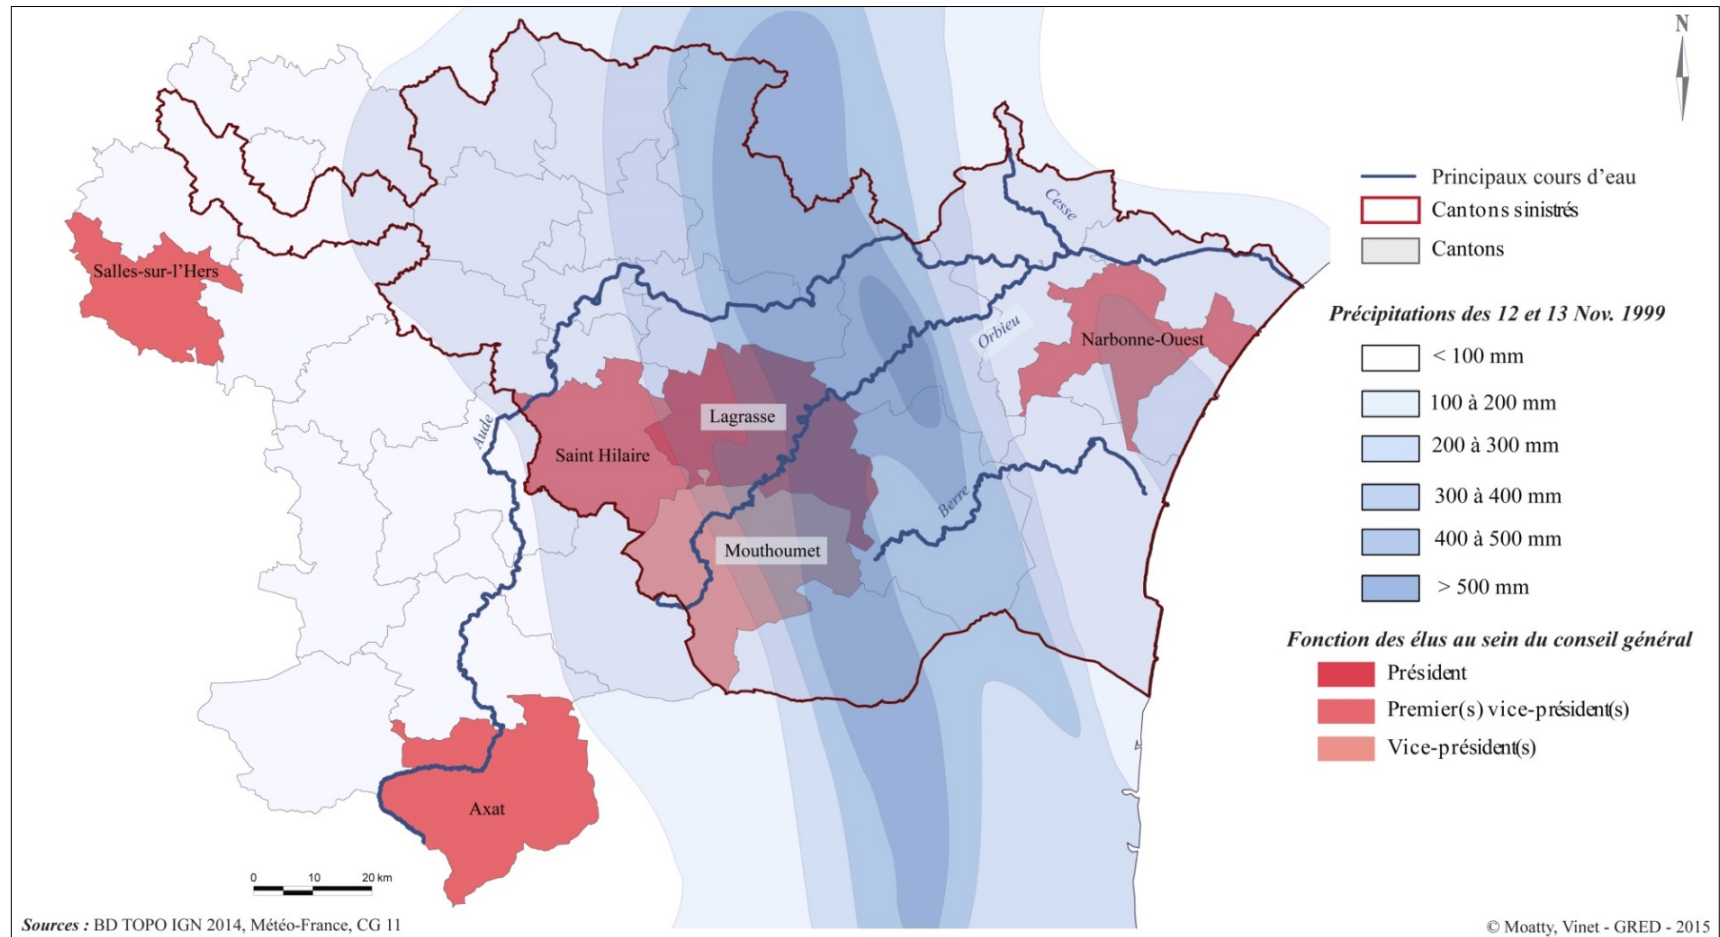 N
Principaux cours d'eau
Cantons sinistrés
Cantons
Précipitations des 12 et 13 Nov. 1999
< 100 mm
100 à 200 mm
200 à 300 mm
300 à 400 mm
400 à 500 mm
> 500 mm
Fonction des élus au sein du conseil général
Président
Premier(s) vice-président(s)
Vice-président(s)
Cesse
Salles-sur-l'Hers
Orbieu
Narbonne-Ouest
Lagrasse
Aude
Saint Hilaire
Berre
Mouthoumet
Axat
0 10 20 km
Sources : BD TOPO IGN 2014, Météo-France, CG 11
© Moatty, Vinet - GRED - 2015